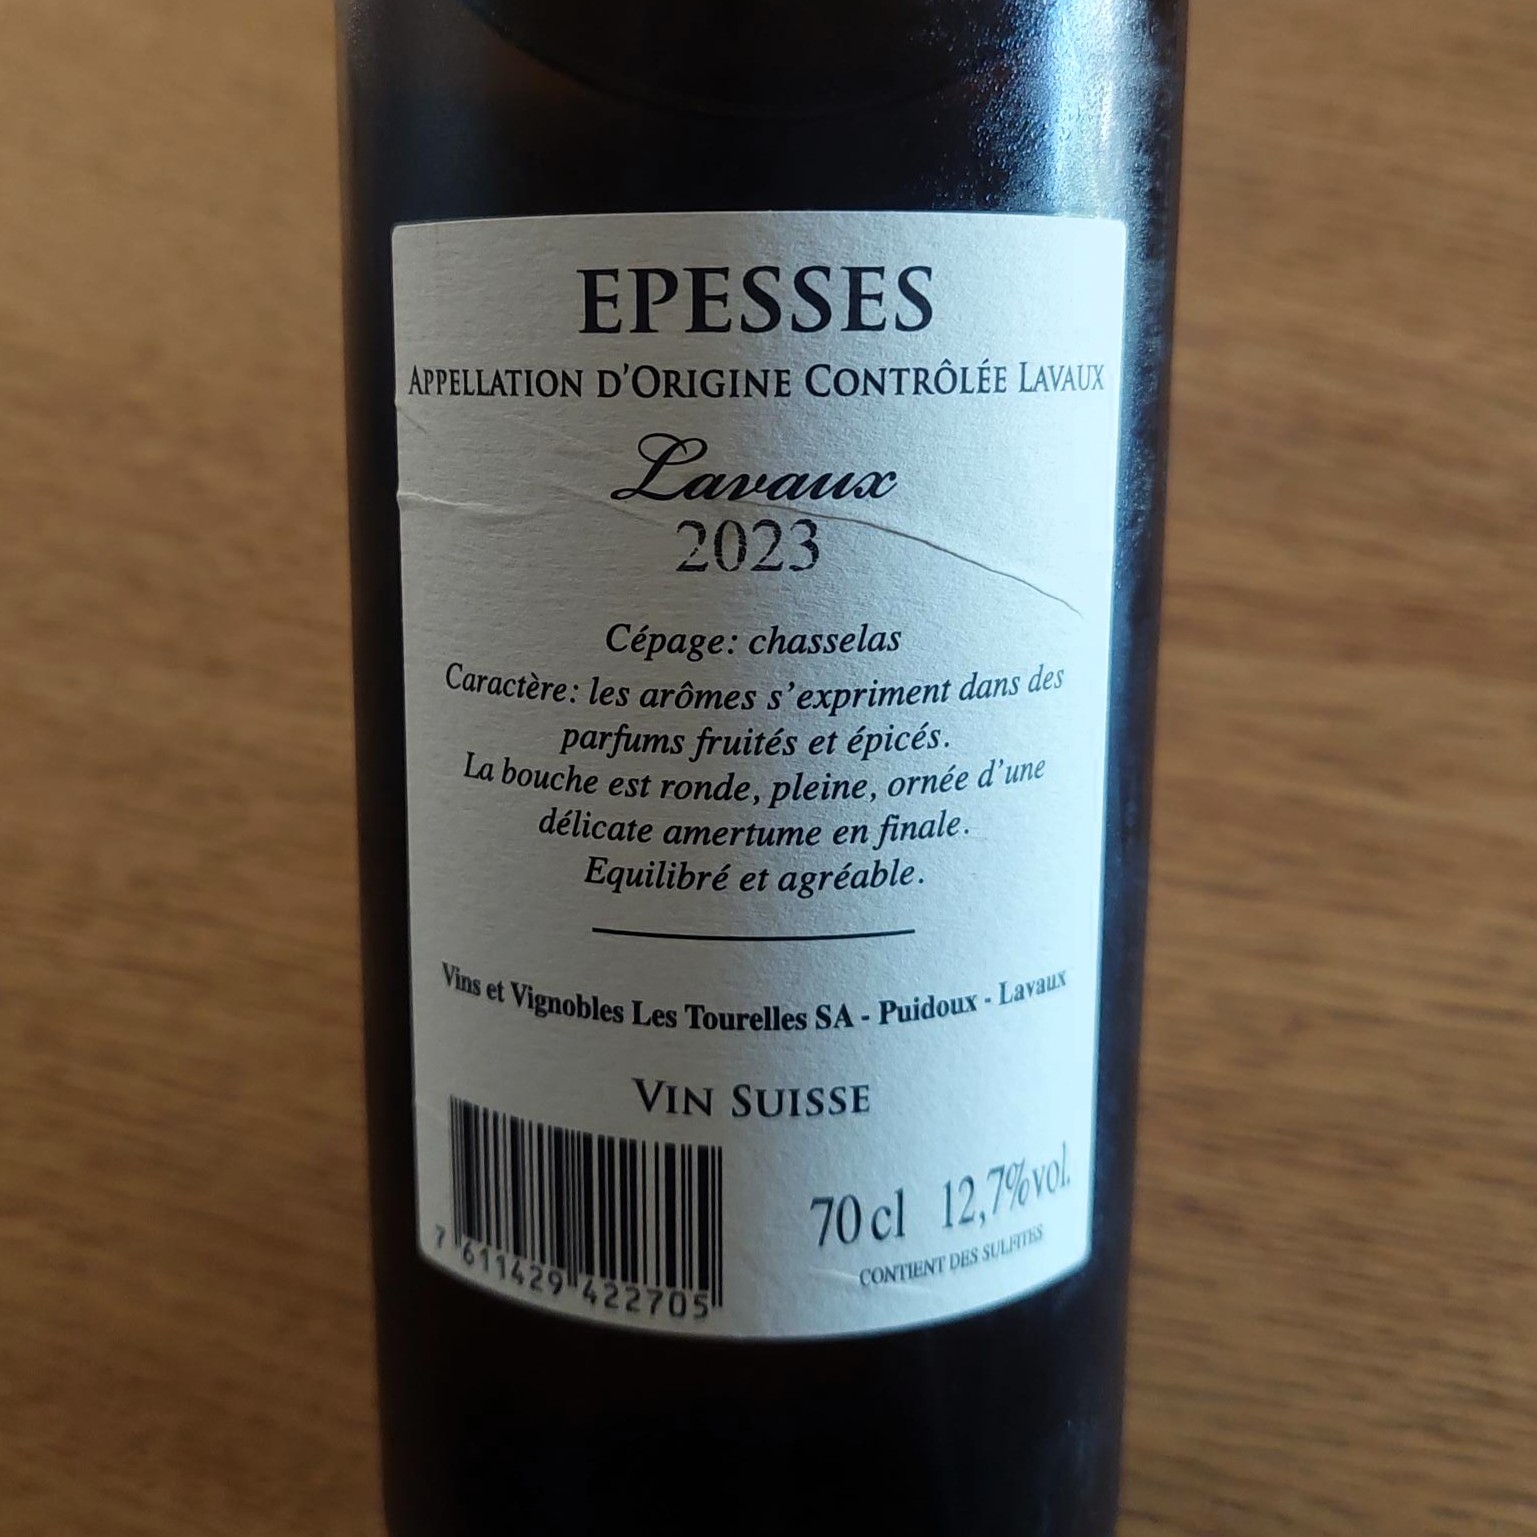 EPESSES
APPELLATION D'ORIGINE CONTRÔLÉE LAVAUX
Lavaux
2023
Cépage: chasselas
Caractère: les arômes s'expriment dans des
parfums fruités et épicés.
La bouche est ronde, pleine, ornée d'une
délicate amertume en finale.
Equilibré et agréable.
Vins et Vignobles Les Tourelles SA - Puidoux - Lavaux
VIN SUISSE
70 cl 12,7% vol.
CONTIENT DES SULFITES
7 611429 422705